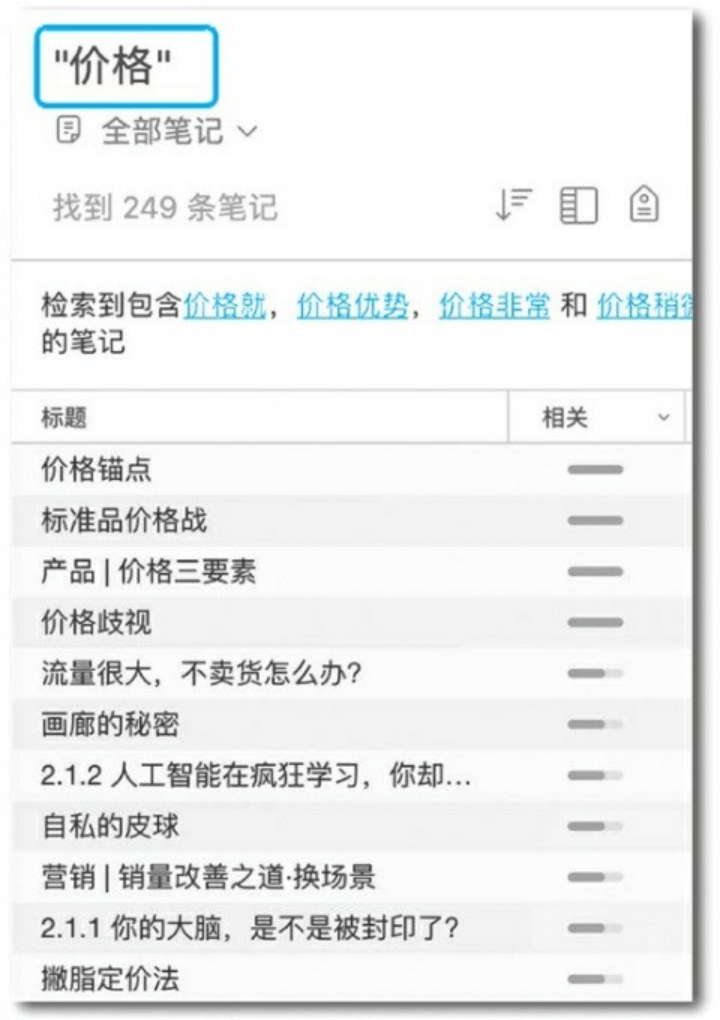 "价格"
全部笔记
找到 249 条笔记
检索到包含价格就，价格优势，价格非常 和 价格稍微
的笔记
标题 相关
价格锚点
标准品价格战
产品 | 价格三要素
价格歧视
流量很大，不卖货怎么办？
画廊的秘密
2.1.2 人工智能在疯狂学习，你却...
自私的皮球
营销 | 销量改善之道·换场景
2.1.1 你的大脑，是不是被封印了？
撇脂定价法